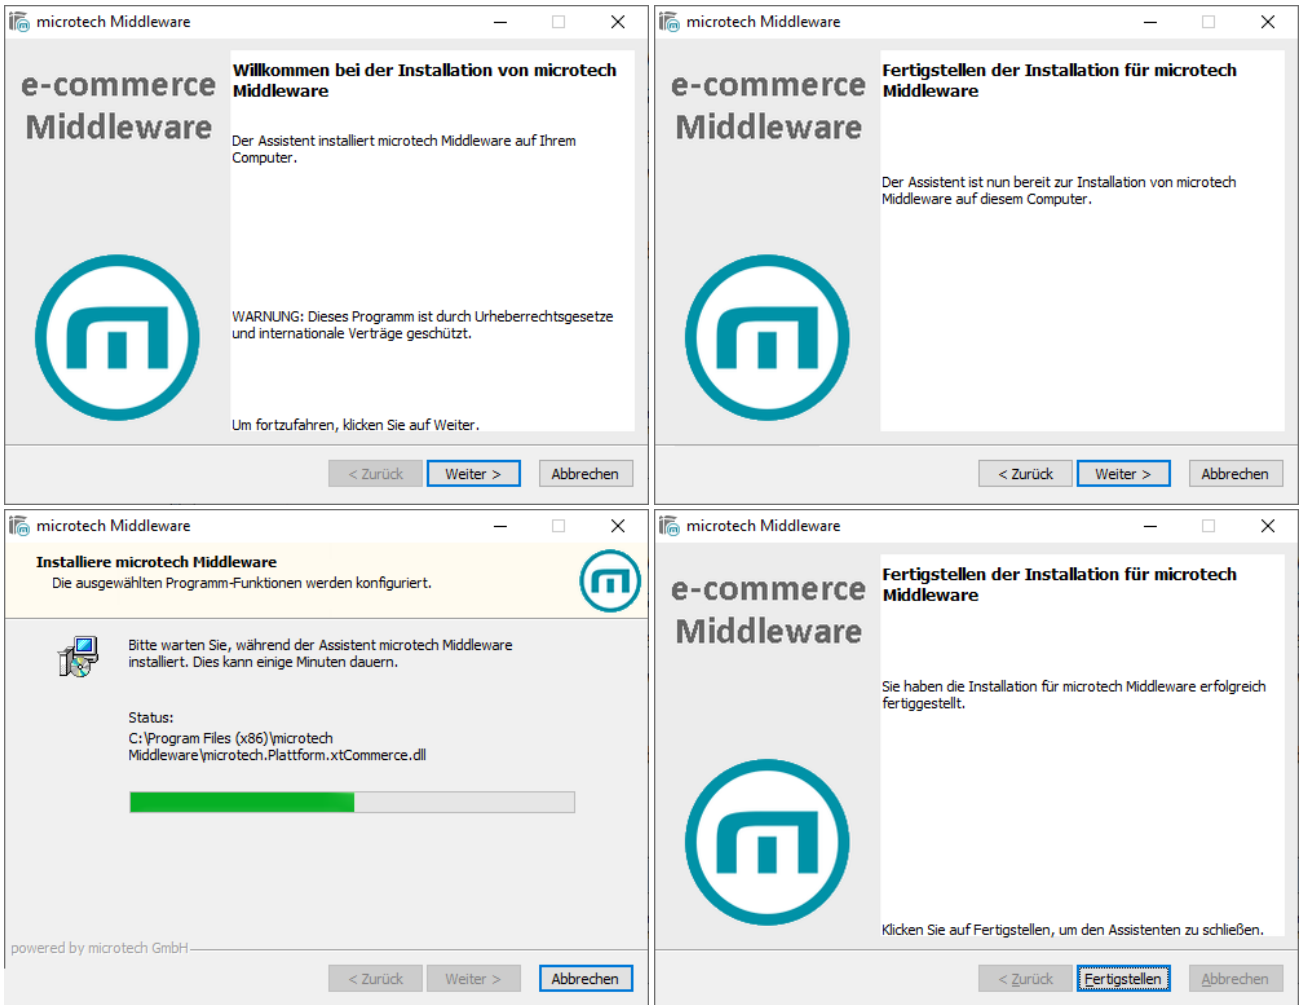 microtech Middleware
e-commerce
Middleware
Willkommen bei der Installation von microtech
Middleware
Der Assistent installiert microtech Middleware auf Ihrem
Computer.
WARNUNG: Dieses Programm ist durch Urheberrechtsgesetze
und internationale Verträge geschützt.
Um fortzufahren, klicken Sie auf Weiter.
< Zurück
Weiter >
Abbrechen
microtech Middleware
e-commerce
Middleware
Fertigstellen der Installation für microtech
Middleware
Der Assistent ist nun bereit zur Installation von microtech
Middleware auf diesem Computer.
< Zurück
Weiter >
Abbrechen
microtech Middleware
Installiere microtech Middleware
Die ausgewählten Programm-Funktionen werden konfiguriert.
Bitte warten Sie, während der Assistent microtech Middleware
installiert. Dies kann einige Minuten dauern.
Status:
C:\Program Files (x86)\microtech
Middleware\microtech.Plattform.xtCommerce.dll
powered by microtech GmbH
< Zurück
Weiter >
Abbrechen
microtech Middleware
e-commerce
Middleware
Fertigstellen der Installation für microtech
Middleware
Sie haben die Installation für microtech Middleware erfolgreich
fertiggestellt.
Klicken Sie auf Fertigstellen, um den Assistenten zu schließen.
< Zurück
Fertigstellen
Abbrechen